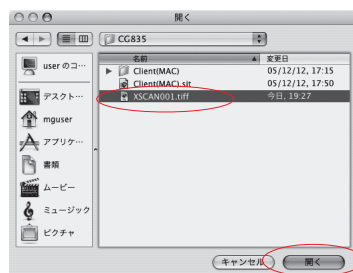 開く
CG835
user のコ…
デスクト…
mguser
アプリケ…
書類
ムービー
ミュージック
ピクチャ
名前 変更日
Client(MAC) 05/12/12, 17:15
Client(MAC).sit 05/12/12, 17:50
XSCAN001.tiff 今日, 19:27
キャンセル 開く